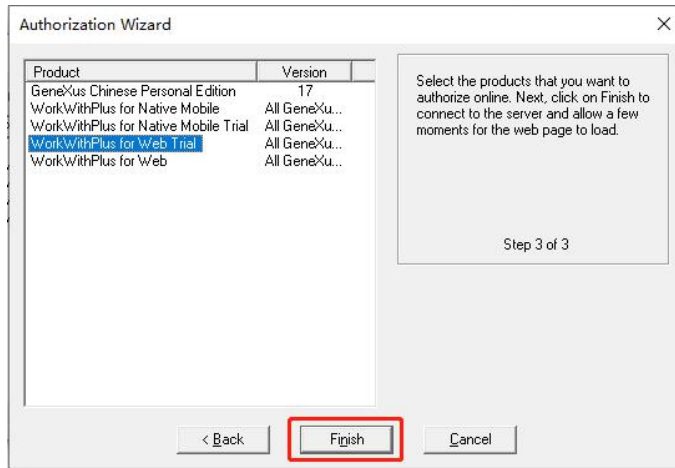 Authorization Wizard
Product Version
GeneXus Chinese Personal Edition 17
WorkWithPlus for Native Mobile All GeneXu...
WorkWithPlus for Native Mobile Trial All GeneXu...
WorkWithPlus for Web Trial All GeneXu...
WorkWithPlus for Web All GeneXu...
Select the products that you want to
authorize online. Next, click on Finish to
connect to the server and allow a few
moments for the web page to load.
Step 3 of 3
< Back Finish Cancel